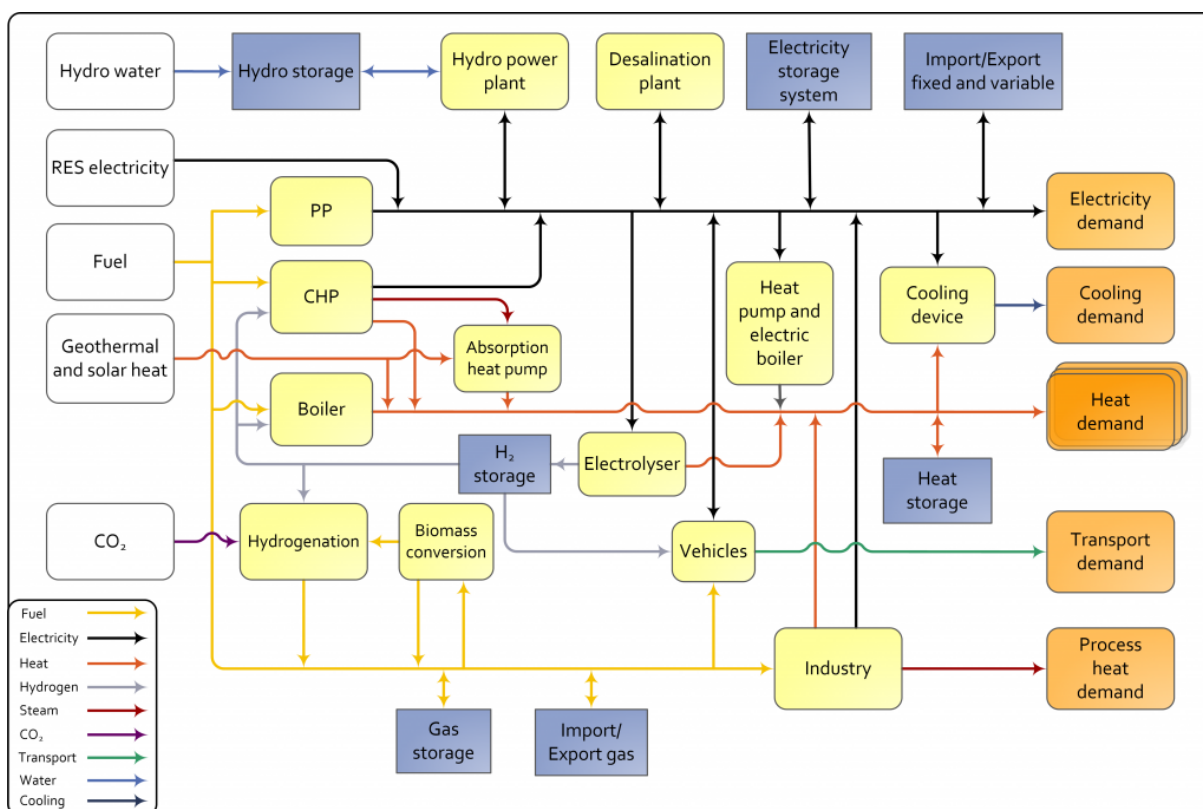 Hydro water
Hydro storage
Hydro power
plant
Desalination
plant
Electricity
storage
system
Import/Export
fixed and variable
RES electricity
PP
Electricity
demand
Fuel
CHP
Heat
pump and
electric
boiler
Cooling
device
Cooling
demand
Geothermal
and solar heat
Absorption
heat pump
Boiler
Heat
demand
H₂
storage
Electrolyser
Heat
storage
CO₂
Hydrogenation
Biomass
conversion
Vehicles
Transport
demand
Industry
Process
heat
demand
Gas
storage
Import/
Export gas
Fuel
Electricity
Heat
Hydrogen
Steam
CO₂
Transport
Water
Cooling